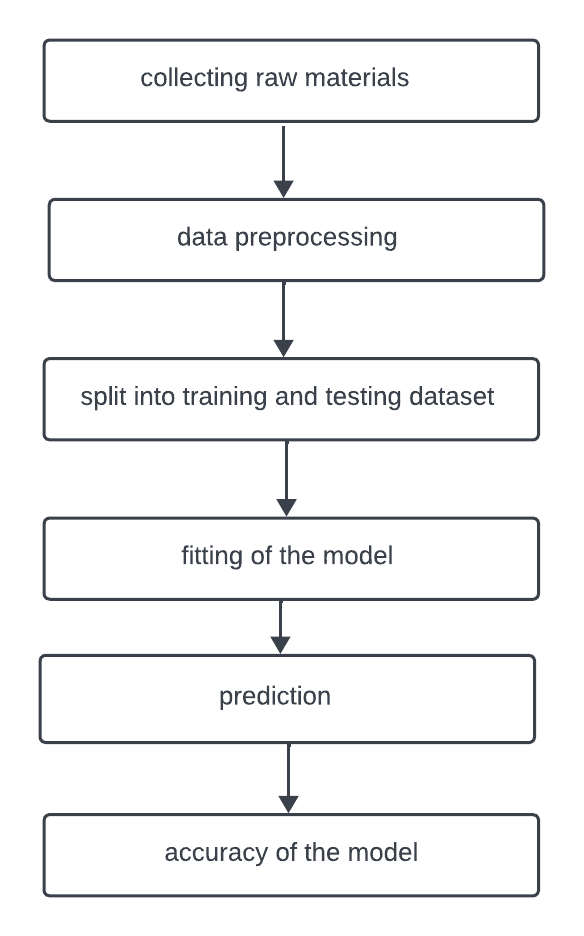 collecting raw materials
data preprocessing
split into training and testing dataset
fitting of the model
prediction
accuracy of the model